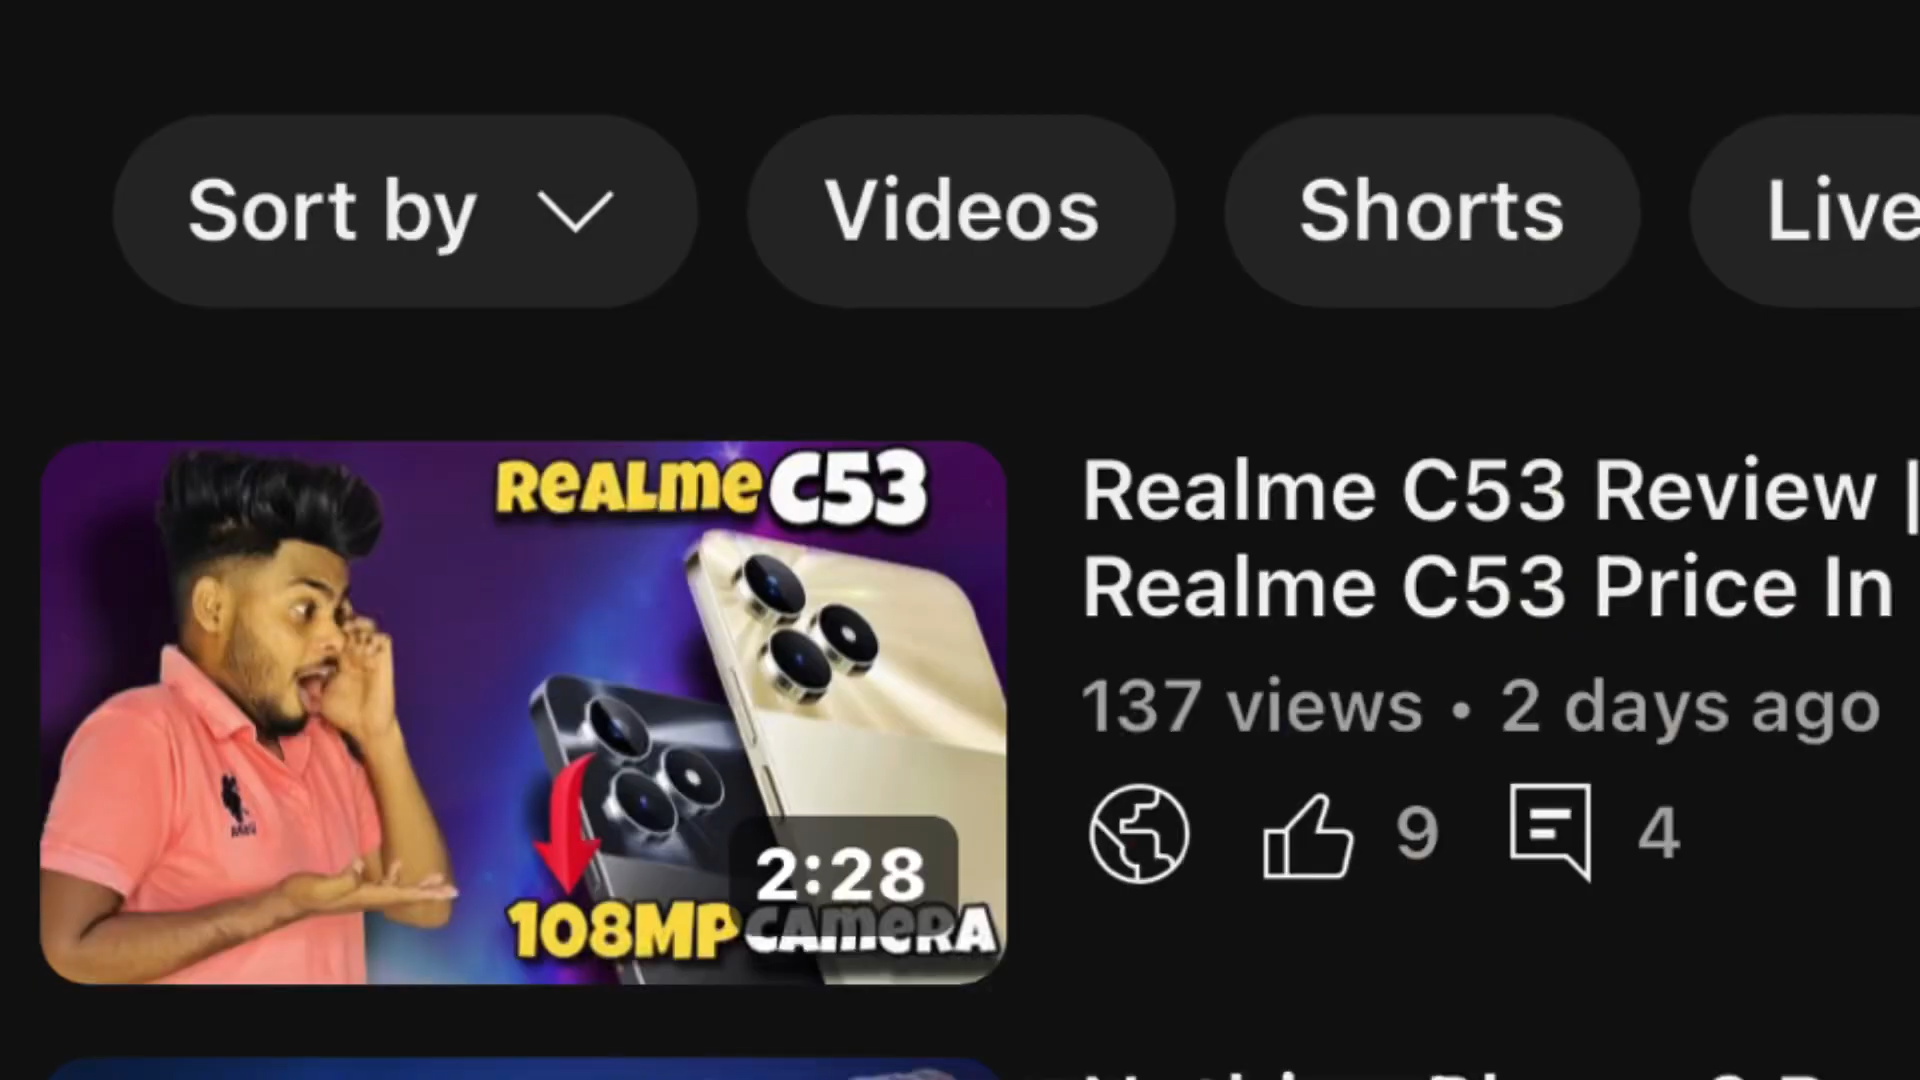 Sort by
Videos
Shorts
Live
Realme C53
108MP Camera
2:28
Realme C53 Review |
Realme C53 Price In
137 views • 2 days ago
9
4